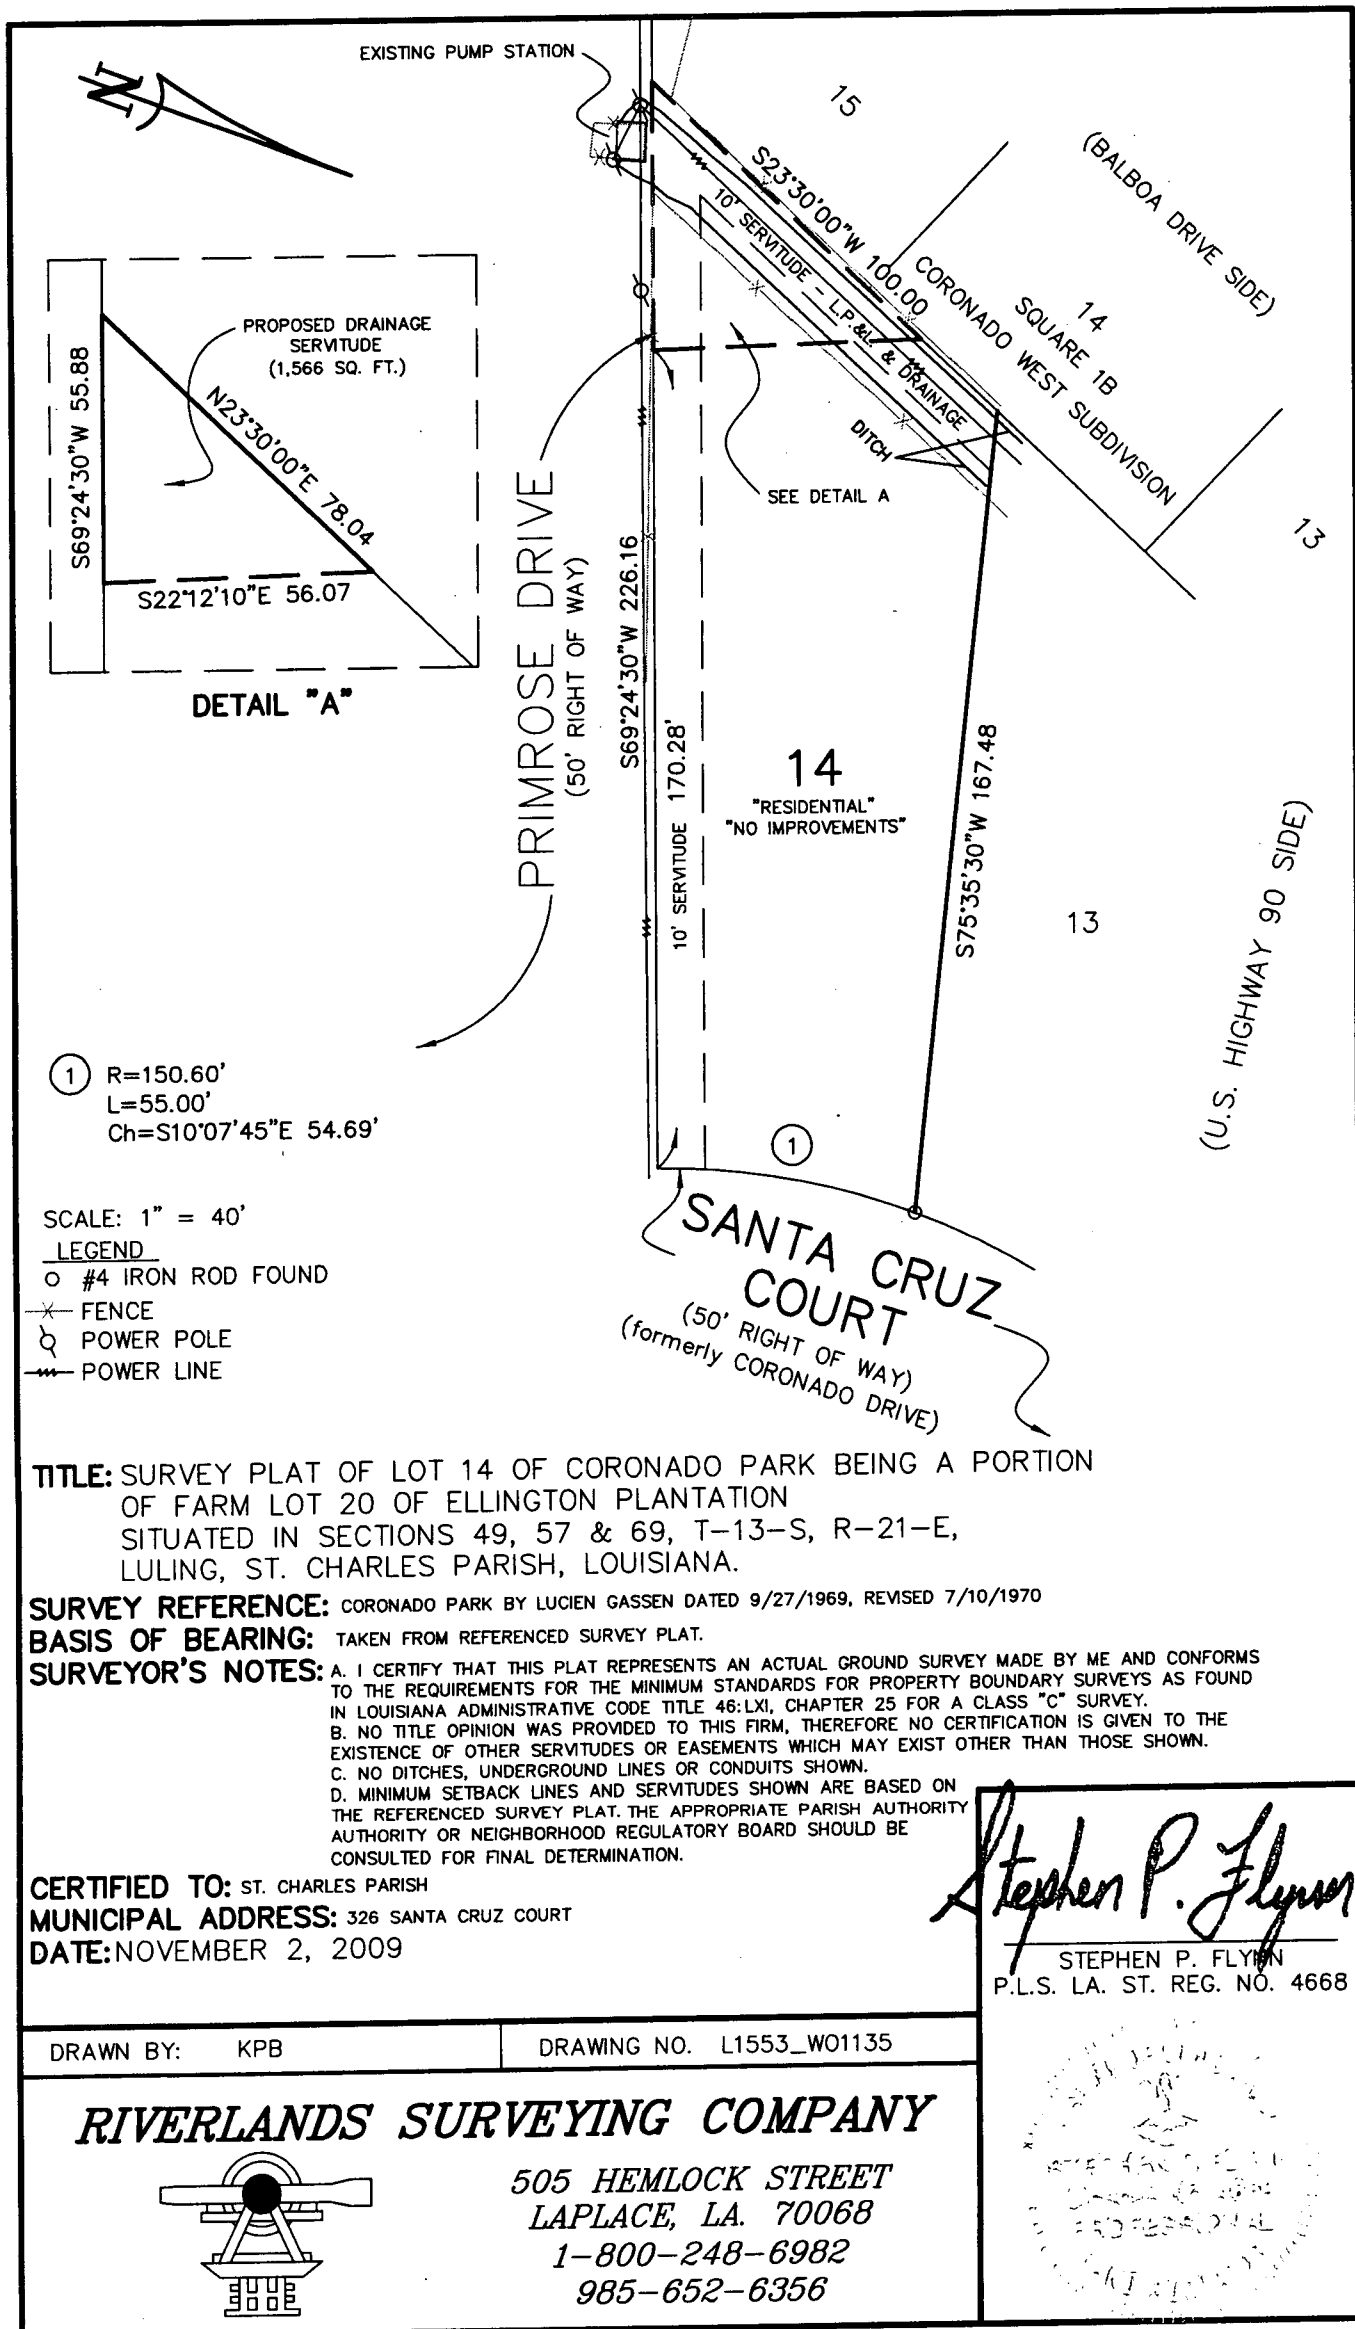 EXISTING PUMP STATION
N
15
(BALBOA DRIVE SIDE)
S23°30'00"W 100.00
10' SERVITUDE - L.P.&L. & DRAINAGE
CORONADO WEST SUBDIVISION
SQUARE 1B
14
13
DITCH
SEE DETAIL A
PROPOSED DRAINAGE
SERVITUDE
(1,566 SQ. FT.)
S69°24'30"W 55.88
N23°30'00"E 78.04
S22°12'10"E 56.07
DETAIL "A"
PRIMROSE DRIVE
(50' RIGHT OF WAY)
S69°24'30"W 226.16
10' SERVITUDE 170.28'
14
"RESIDENTIAL"
"NO IMPROVEMENTS"
S75°35'30"W 167.48
13
(U.S. HIGHWAY 90 SIDE)
1 R=150.60'
L=55.00'
Ch=S10°07'45"E 54.69'
1
SANTA CRUZ
COURT
(50' RIGHT OF WAY)
(formerly CORONADO DRIVE)
SCALE: 1" = 40'
LEGEND
#4 IRON ROD FOUND
FENCE
POWER POLE
POWER LINE
TITLE: SURVEY PLAT OF LOT 14 OF CORONADO PARK BEING A PORTION
OF FARM LOT 20 OF ELLINGTON PLANTATION
SITUATED IN SECTIONS 49, 57 & 69, T-13-S, R-21-E,
LULING, ST. CHARLES PARISH, LOUISIANA.
SURVEY REFERENCE: CORONADO PARK BY LUCIEN GASSEN DATED 9/27/1969, REVISED 7/10/1970
BASIS OF BEARING: TAKEN FROM REFERENCED SURVEY PLAT.
SURVEYOR'S NOTES: A. I CERTIFY THAT THIS PLAT REPRESENTS AN ACTUAL GROUND SURVEY MADE BY ME AND CONFORMS
TO THE REQUIREMENTS FOR THE MINIMUM STANDARDS FOR PROPERTY BOUNDARY SURVEYS AS FOUND
IN LOUISIANA ADMINISTRATIVE CODE TITLE 46:LXI, CHAPTER 25 FOR A CLASS "C" SURVEY.
B. NO TITLE OPINION WAS PROVIDED TO THIS FIRM, THEREFORE NO CERTIFICATION IS GIVEN TO THE
EXISTENCE OF OTHER SERVITUDES OR EASEMENTS WHICH MAY EXIST OTHER THAN THOSE SHOWN.
C. NO DITCHES, UNDERGROUND LINES OR CONDUITS SHOWN.
D. MINIMUM SETBACK LINES AND SERVITUDES SHOWN ARE BASED ON
THE REFERENCED SURVEY PLAT. THE APPROPRIATE PARISH AUTHORITY
AUTHORITY OR NEIGHBORHOOD REGULATORY BOARD SHOULD BE
CONSULTED FOR FINAL DETERMINATION.
CERTIFIED TO: ST. CHARLES PARISH
MUNICIPAL ADDRESS: 326 SANTA CRUZ COURT
DATE: NOVEMBER 2, 2009
Stephen P. Flynn
STEPHEN P. FLYNN
P.L.S. LA. ST. REG. NO. 4668
DRAWN BY: KPB
DRAWING NO. L1553_WO1135
RIVERLANDS SURVEYING COMPANY
505 HEMLOCK STREET
LAPLACE, LA. 70068
1-800-248-6982
985-652-6356